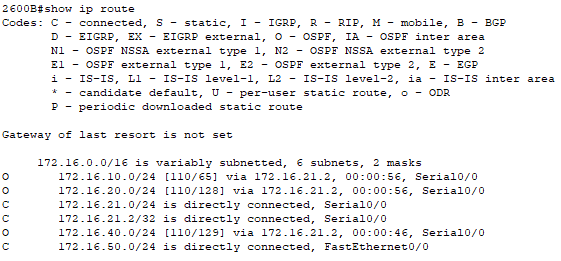 2600B#show ip route
Codes: C - connected, S - static, I - IGRP, R - RIP, M - mobile, B - BGP
       D - EIGRP, EX - EIGRP external, O - OSPF, IA - OSPF inter area
       N1 - OSPF NSSA external type 1, N2 - OSPF NSSA external type 2
       E1 - OSPF external type 1, E2 - OSPF external type 2, E - EGP
       i - IS-IS, L1 - IS-IS level-1, L2 - IS-IS level-2, ia - IS-IS inter area
       * - candidate default, U - per-user static route, o - ODR
       P - periodic downloaded static route
Gateway of last resort is not set
     172.16.0.0/16 is variably subnetted, 6 subnets, 2 masks
O       172.16.10.0/24 [110/65] via 172.16.21.2, 00:00:56, Serial0/0
O       172.16.20.0/24 [110/128] via 172.16.21.2, 00:00:56, Serial0/0
C       172.16.21.0/24 is directly connected, Serial0/0
C       172.16.21.2/32 is directly connected, Serial0/0
O       172.16.40.0/24 [110/129] via 172.16.21.2, 00:00:46, Serial0/0
C       172.16.50.0/24 is directly connected, FastEthernet0/0